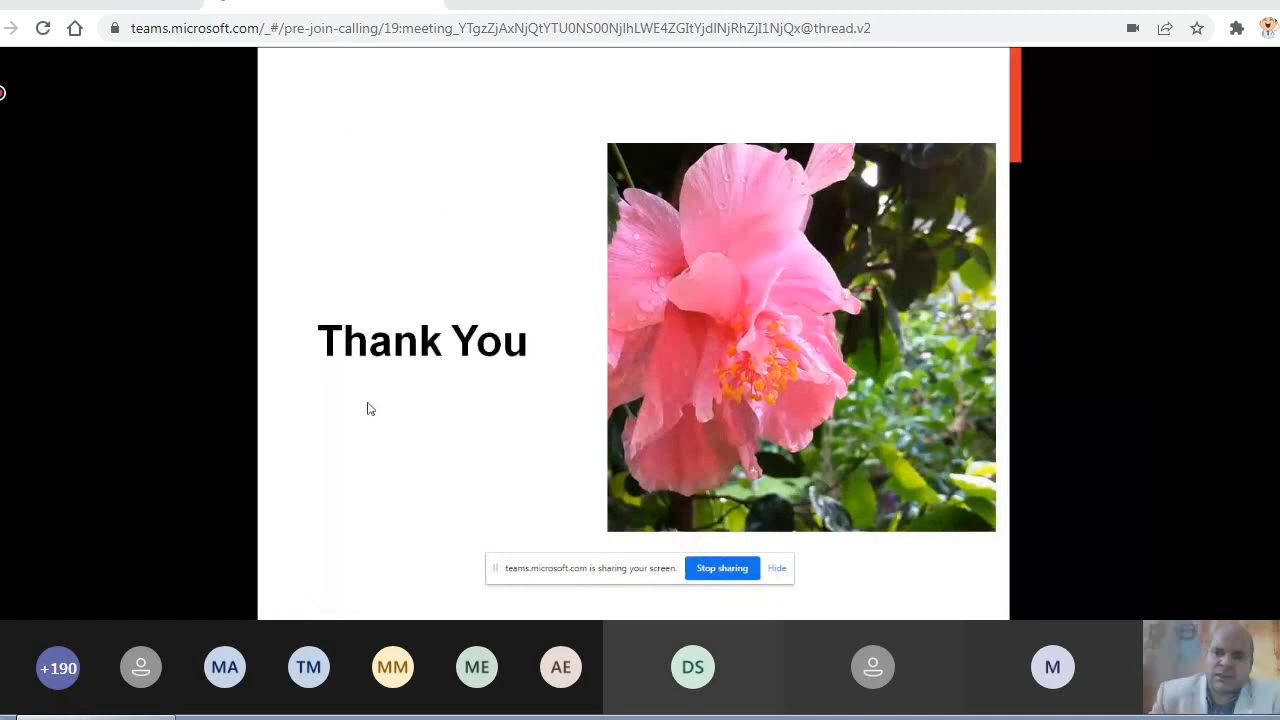 teams.microsoft.com/_#/pre-join-calling/19:meeting_YTgzZjAxNjQtYTU0NS00NjlhLWE4ZGItYjdlNjRhZjI1NjQx@thread.v2
Thank You
teams.microsoft.com is sharing your screen.
Stop sharing
Hide
+190
MA
TM
MM
ME
AE
DS
M